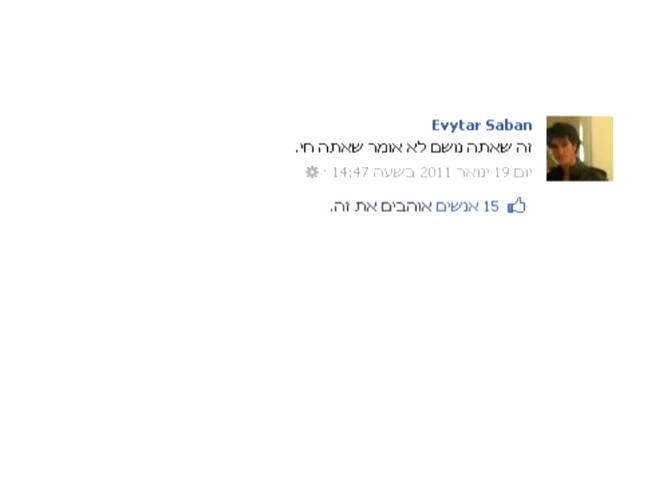 Evytar Saban
זה שאתה נושם לא אומר שאתה חי.
יום 19 ינואר 2011 בשעה 14:47 ·
15 אנשים אוהבים את זה.